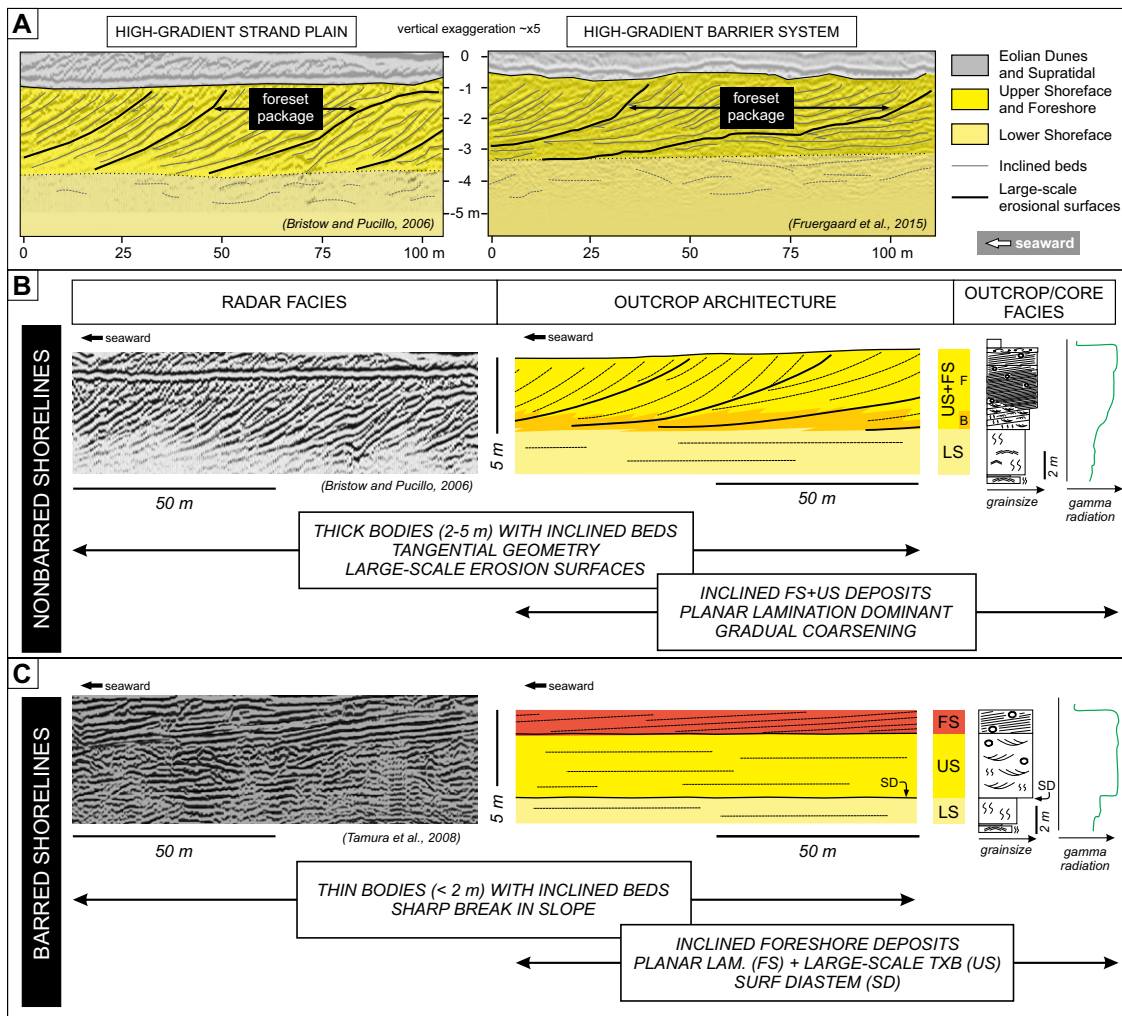 A
HIGH-GRADIENT STRAND PLAIN
vertical exaggeration ~x5
HIGH-GRADIENT BARRIER SYSTEM
0
-1
-2
-3
-4
-5 m
foreset
package
foreset
package
(Bristow and Pucillo, 2006)
(Fruergaard et al., 2015)
0 25 50 75 100 m
0 25 50 75 100 m
Eolian Dunes
and Supratidal
Upper Shoreface
and Foreshore
Lower Shoreface
Inclined beds
Large-scale
erosional surfaces
seaward
B
RADAR FACIES
OUTCROP ARCHITECTURE
OUTCROP/CORE
FACIES
NONBARRED SHORELINES
seaward
seaward
5 m
US+FS
F
B
LS
2 m
(Bristow and Pucillo, 2006)
50 m
50 m
grainsize
gamma
radiation
THICK BODIES (2-5 m) WITH INCLINED BEDS
TANGENTIAL GEOMETRY
LARGE-SCALE EROSION SURFACES
INCLINED FS+US DEPOSITS
PLANAR LAMINATION DOMINANT
GRADUAL COARSENING
C
BARRED SHORELINES
seaward
seaward
5 m
FS
US
SD
LS
SD
2 m
(Tamura et al., 2008)
50 m
50 m
grainsize
gamma
radiation
THIN BODIES (< 2 m) WITH INCLINED BEDS
SHARP BREAK IN SLOPE
INCLINED FORESHORE DEPOSITS
PLANAR LAM. (FS) + LARGE-SCALE TXB (US)
SURF DIASTEM (SD)